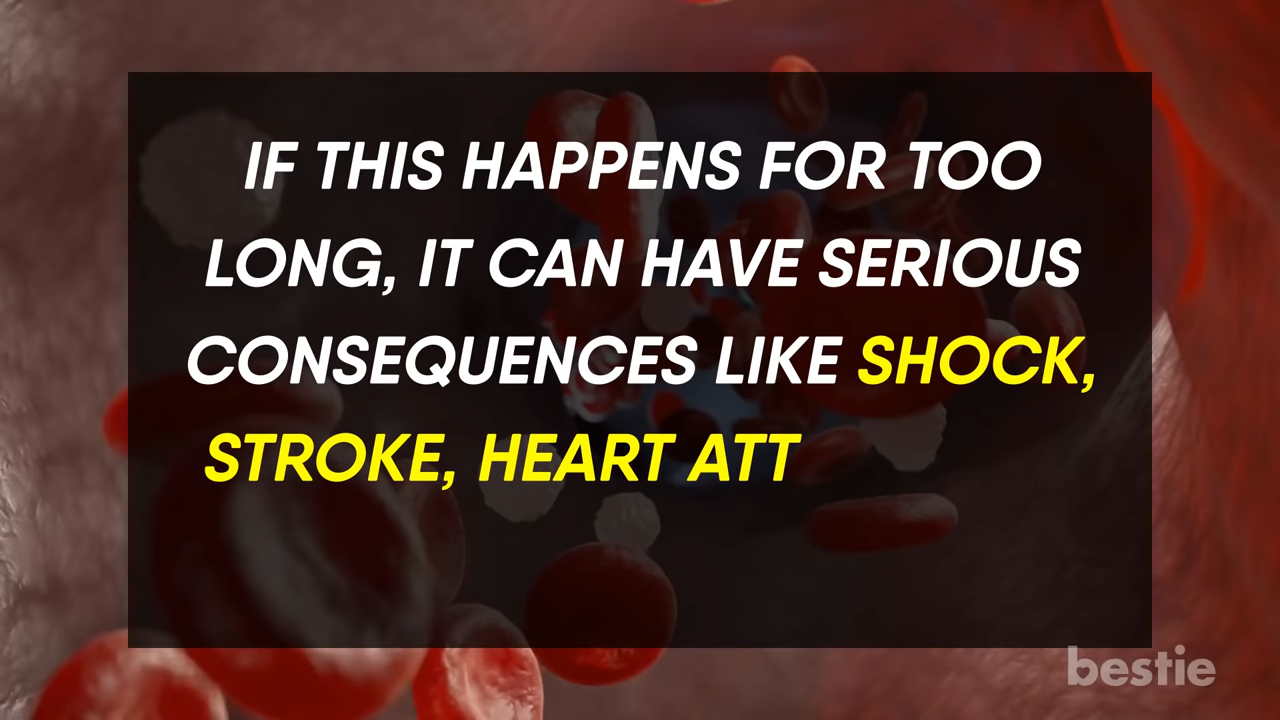 IF THIS HAPPENS FOR TOO
LONG, IT CAN HAVE SERIOUS
CONSEQUENCES LIKE SHOCK,
STROKE, HEART ATT
bestie